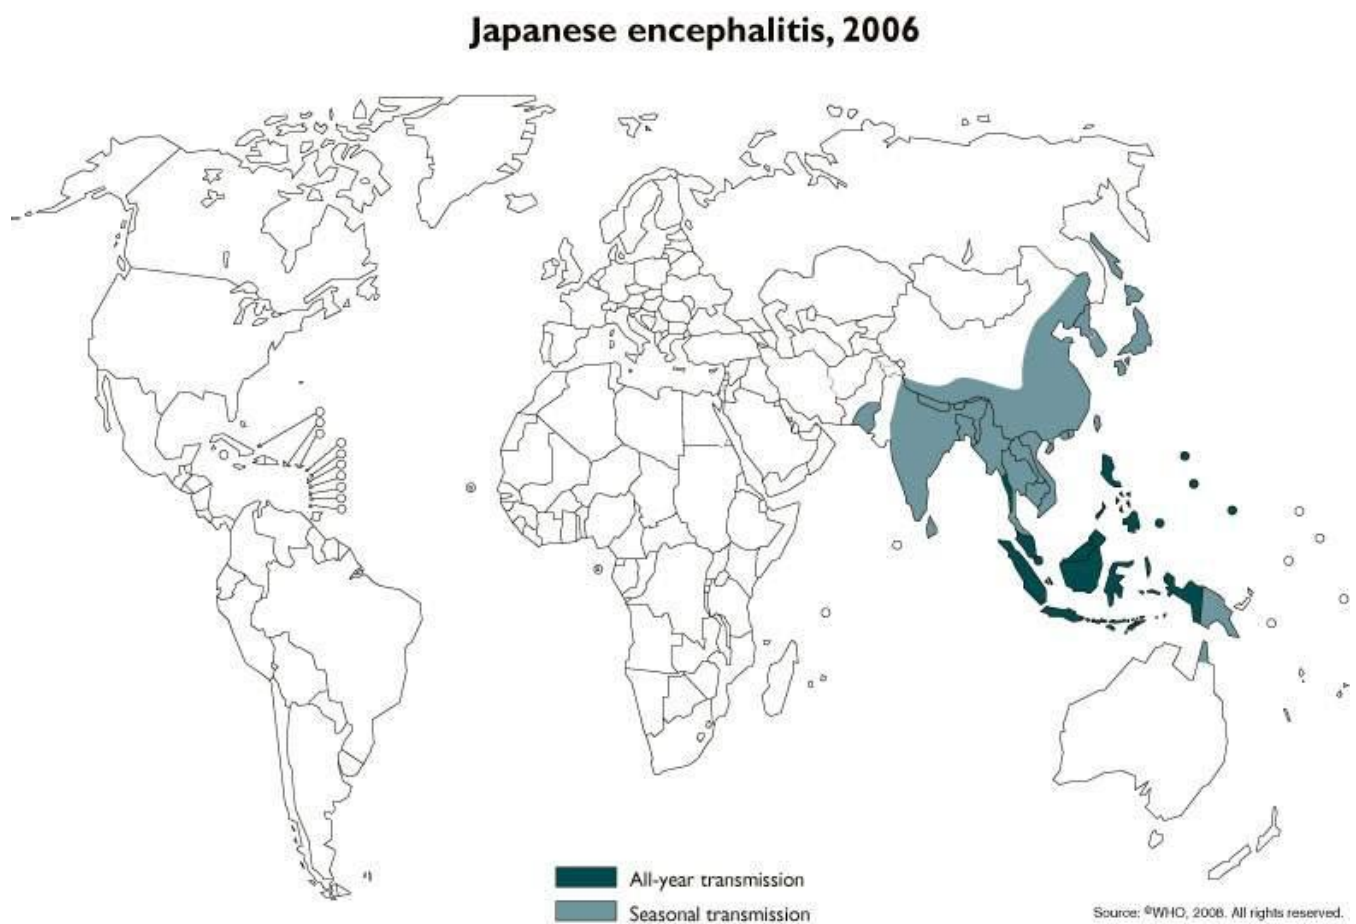 Japanese encephalitis, 2006
All-year transmission
Seasonal transmission
Source: ©WHO, 2008. All rights reserved.